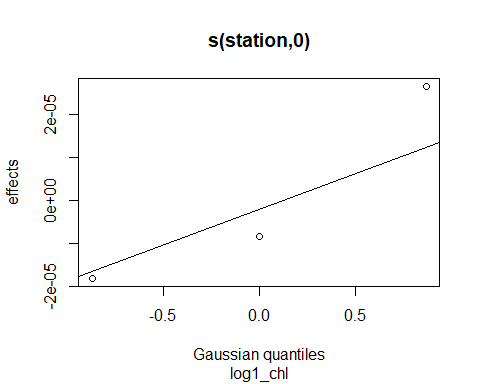 s(station,0)
effects
2e-05
0e+00
-2e-05
-0.5 0.0 0.5
Gaussian quantiles
log1_chl